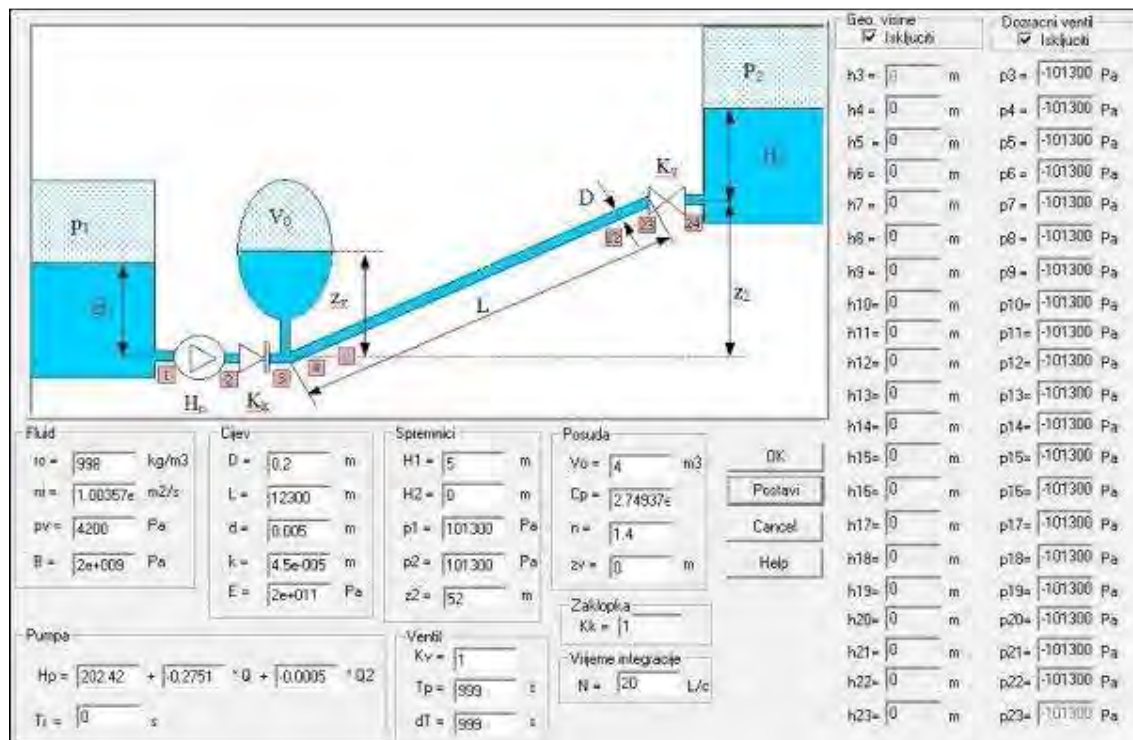 Geo. visine
Isključiti
Dozracni ventil
Isključiti
p1
V0
P2
H
Kv
D
zv
L
z2
Hp
Kk
1
2
3
4
22
23
24
h3 = 0 m
h4 = 0 m
h5 = 0 m
h6 = 0 m
h7 = 0 m
h8 = 0 m
h9 = 0 m
h10= 0 m
h11= 0 m
h12= 0 m
h13= 0 m
h14= 0 m
h15= 0 m
h16= 0 m
h17= 0 m
h18= 0 m
h19= 0 m
h20= 0 m
h21= 0 m
h22= 0 m
h23= 0 m
p3 = -101300 Pa
p4 = -101300 Pa
p5 = -101300 Pa
p6 = -101300 Pa
p7 = -101300 Pa
p8 = -101300 Pa
p9 = -101300 Pa
p10= -101300 Pa
p11= -101300 Pa
p12= -101300 Pa
p13= -101300 Pa
p14= -101300 Pa
p15= -101300 Pa
p16= -101300 Pa
p17= -101300 Pa
p18= -101300 Pa
p19= -101300 Pa
p20= -101300 Pa
p21= -101300 Pa
p22= -101300 Pa
p23= -101300 Pa
Fluid
ro = 998 kg/m3
ni = 1.00357e m2/s
pv = 4200 Pa
B = 2e+009 Pa
Cijev
D = 0.2 m
L = 12300 m
d = 0.005 m
k = 4.5e-005 m
E = 2e+011 Pa
Spremnici
H1 = 5 m
H2 = 0 m
p1 = 101300 Pa
p2 = 101300 Pa
z2 = 52 m
Posuda
Vo = 4 m3
Cp = 2.74937e
n = 1.4
zv = 0 m
OK
Postavi
Cancel
Help
Pumpa
Hp = 202.42 + -0.2751 *Q + -0.0005 *Q2
0 s
Ventil
Kv = 1
Tp = 999 s
dT = 999 s
Zaklopka
Kk = 1
Vrijeme integracije
N = 20 L/c